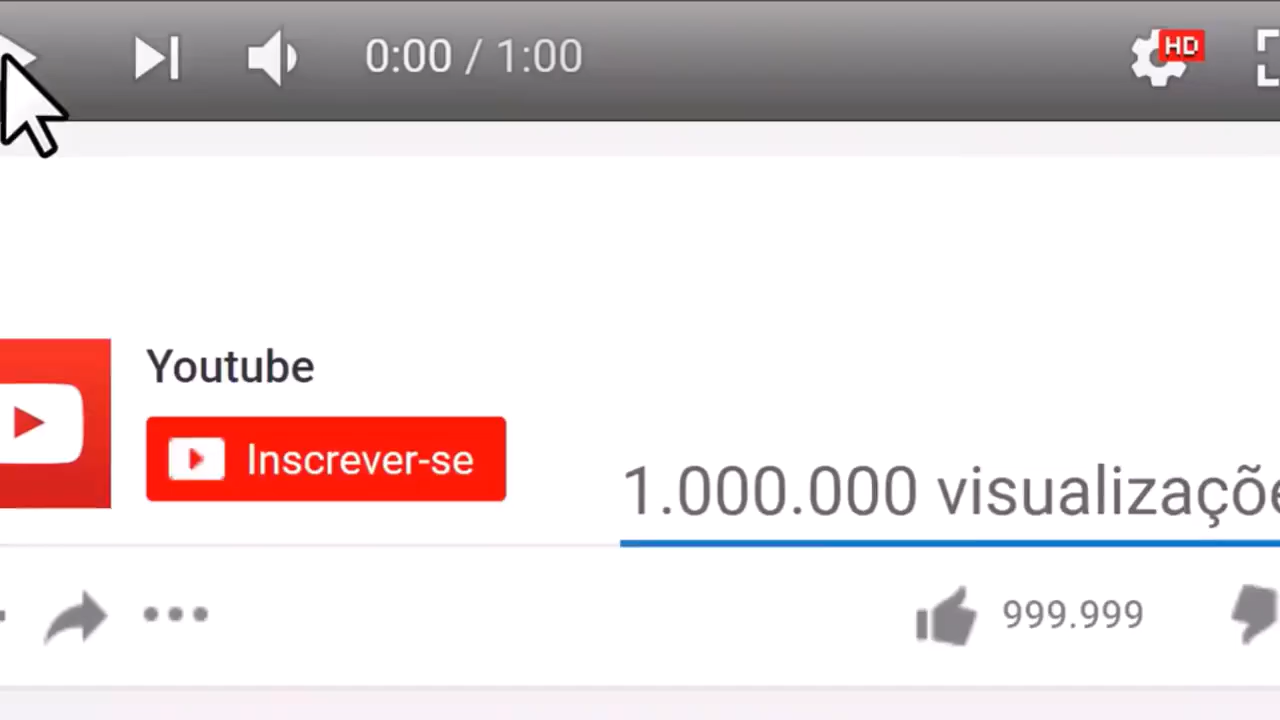 0:00 / 1:00
HD
Youtube
Inscrever-se
1.000.000 visualizaçõe
999.999